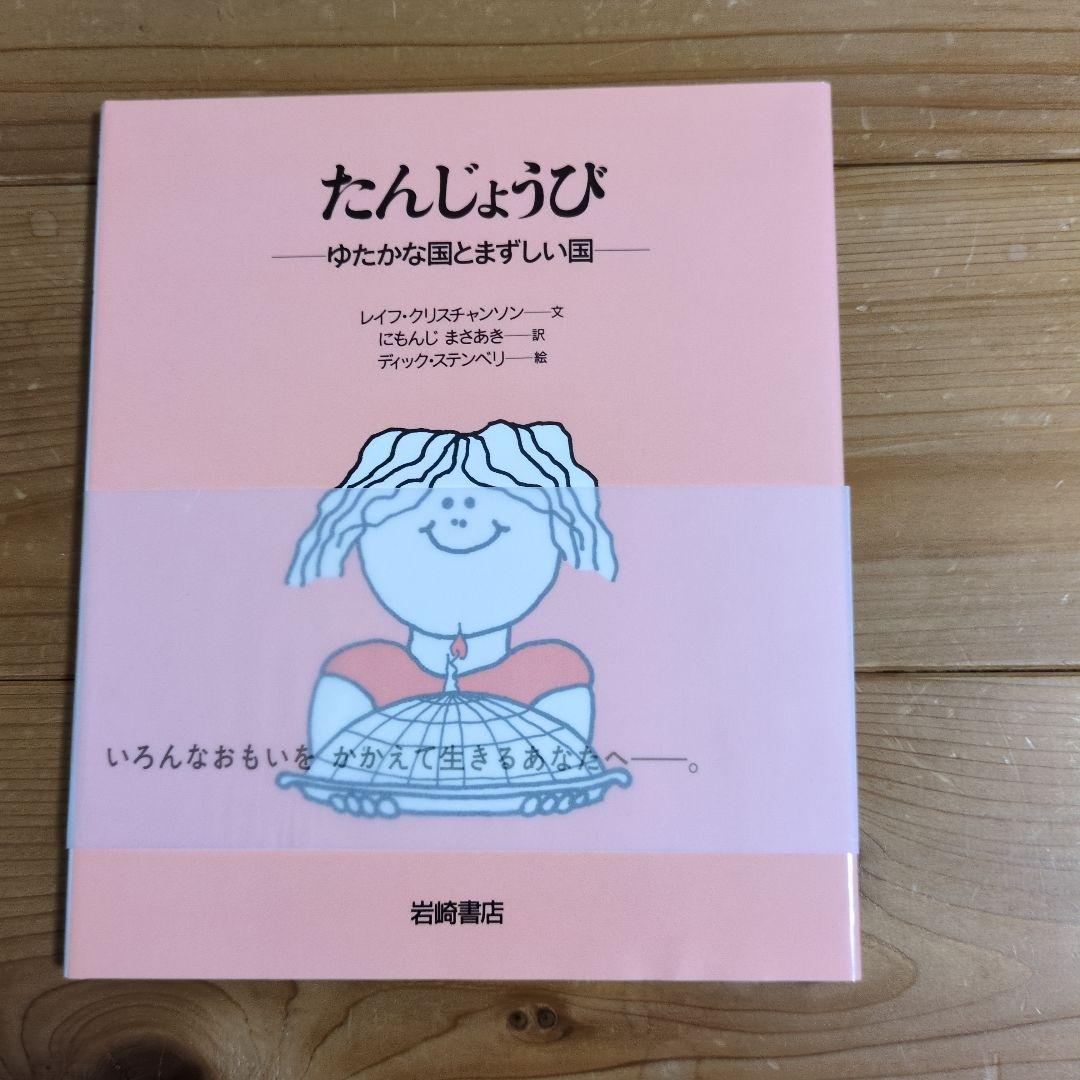 たんじょうび
――ゆたかな国とまずしい国――
レイフ・クリスチャンソン――文
にもんじ まさあき――訳
ディック・ステンベリ――絵
いろんなおもいを かかえて生きるあなたへ――。
岩崎書店